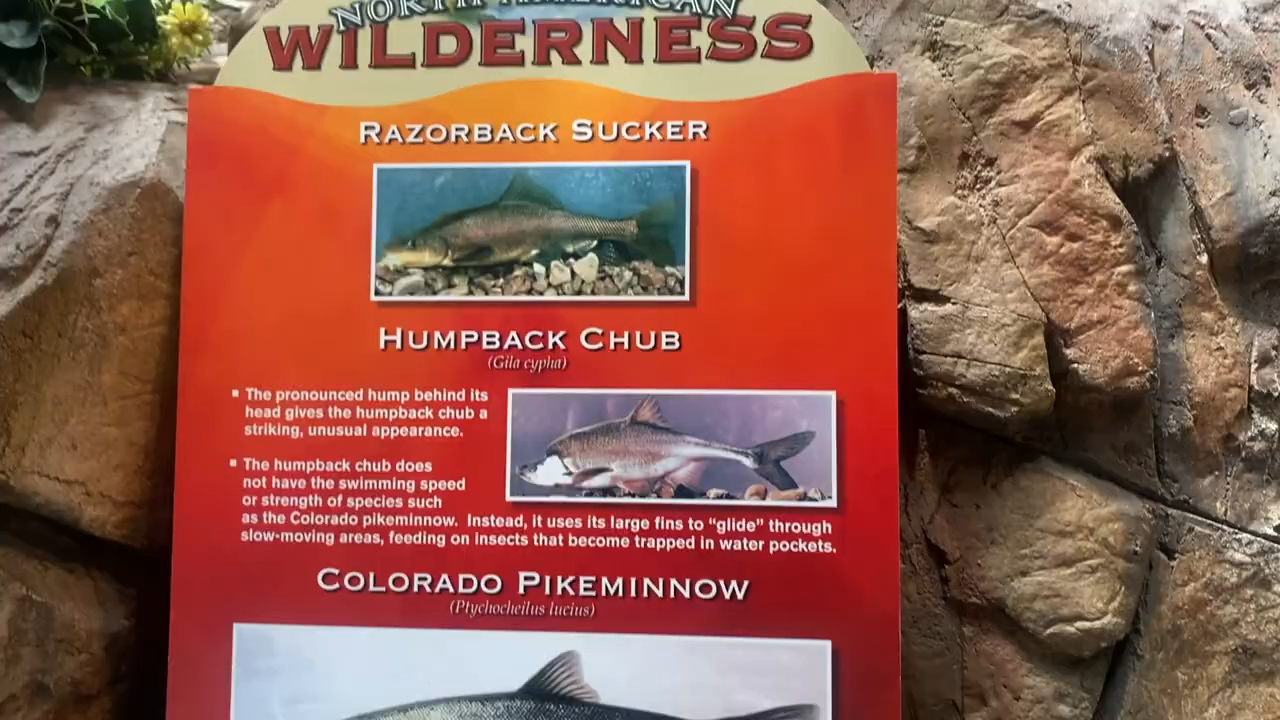 NORTH AMERICAN
WILDERNESS
RAZORBACK SUCKER
HUMPBACK CHUB
(Gila cypha)
▪ The pronounced hump behind its
head gives the humpback chub a
striking, unusual appearance.
▪ The humpback chub does
not have the swimming speed
or strength of species such
as the Colorado pikeminnow. Instead, it uses its large fins to “glide” through
slow-moving areas, feeding on insects that become trapped in water pockets.
COLORADO PIKEMINNOW
(Ptychocheilus lucius)